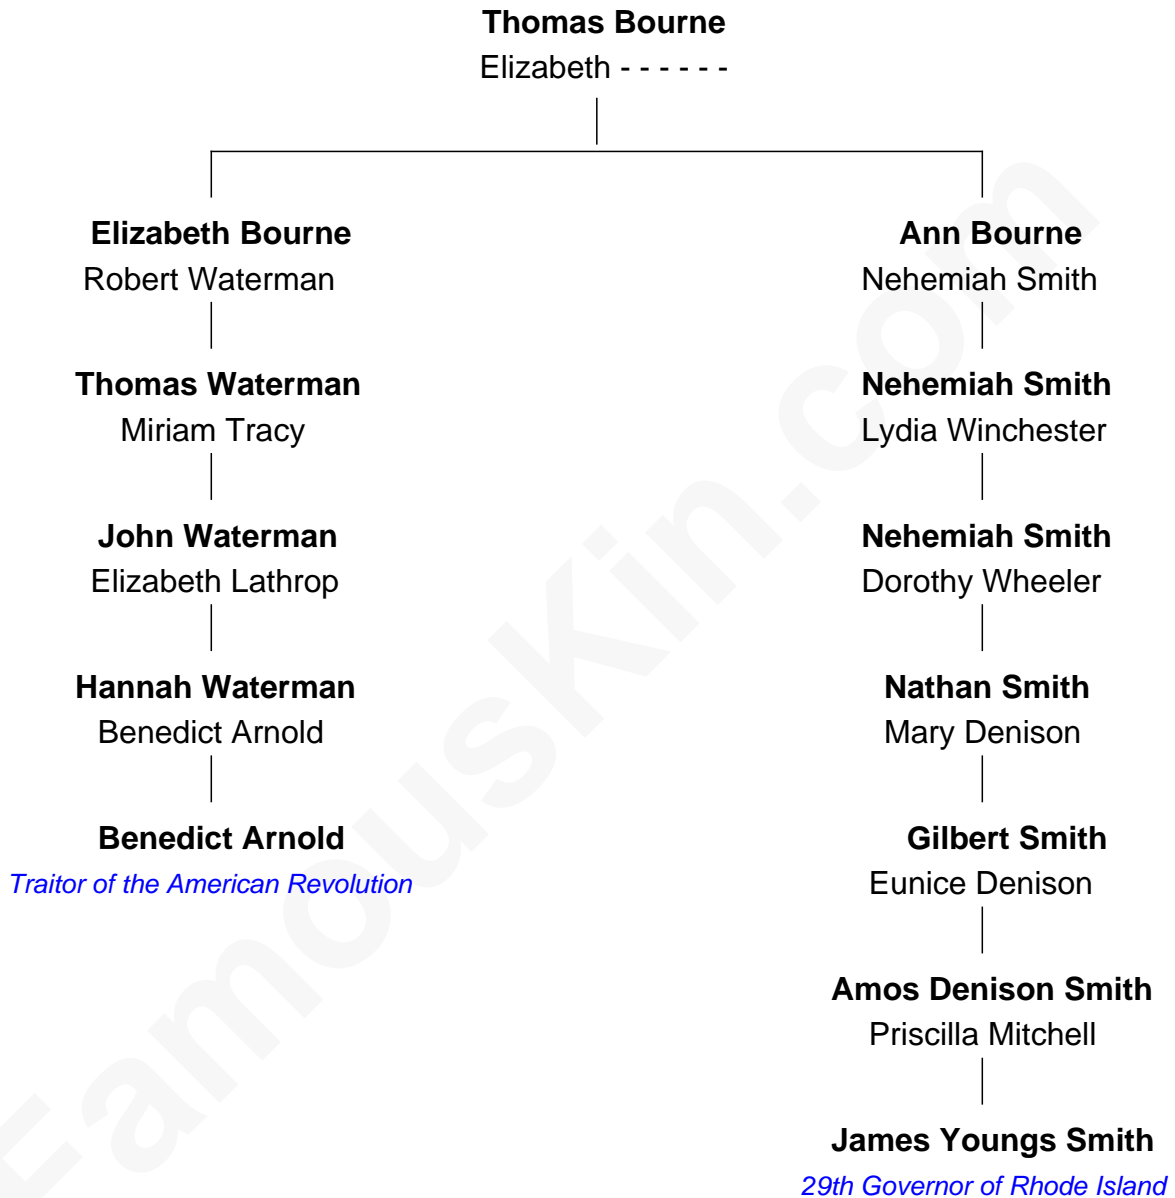 Thomas Bourne
Elizabeth - - - - - -
Elizabeth Bourne
Robert Waterman
Thomas Waterman
Miriam Tracy
John Waterman
Elizabeth Lathrop
Hannah Waterman
Benedict Arnold
Benedict Arnold
Traitor of the American Revolution
Ann Bourne
Nehemiah Smith
Nehemiah Smith
Lydia Winchester
Nehemiah Smith
Dorothy Wheeler
Nathan Smith
Mary Denison
Gilbert Smith
Eunice Denison
Amos Denison Smith
Priscilla Mitchell
James Youngs Smith
29th Governor of Rhode Island
FamousKin.com